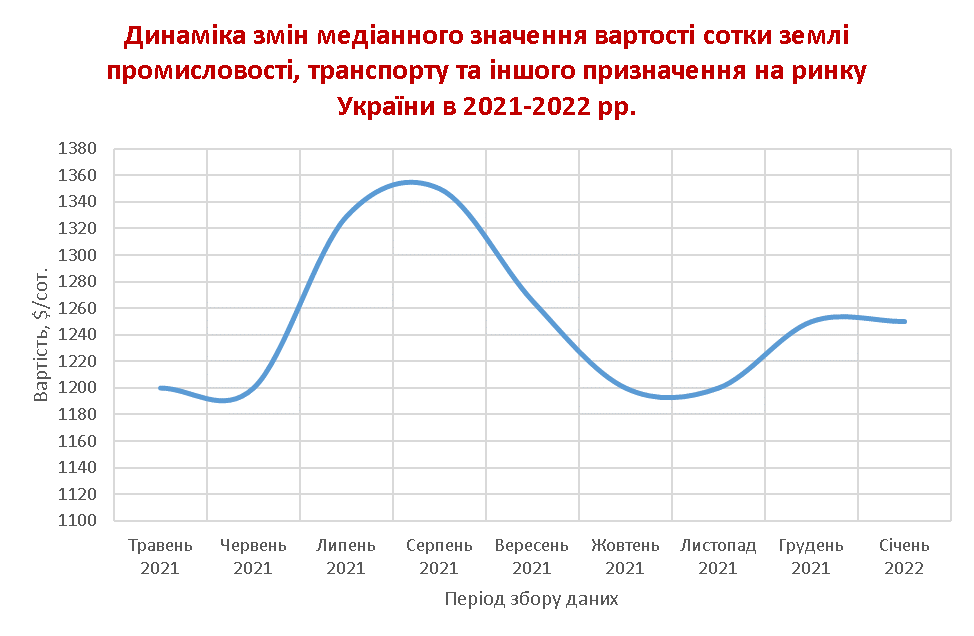 Динаміка змін медіанного значення вартості сотки землі
промисловості, транспорту та іншого призначення на ринку
України в 2021-2022 рр.
1380
1360
1340
1320
1300
1280
1260
1240
1220
1200
1180
1160
1140
1120
1100
Вартість, $/сот.
Травень
2021
Червень
2021
Липень
2021
Серпень
2021
Вересень
2021
Жовтень
2021
Листопад
2021
Грудень
2021
Січень
2022
Період збору даних